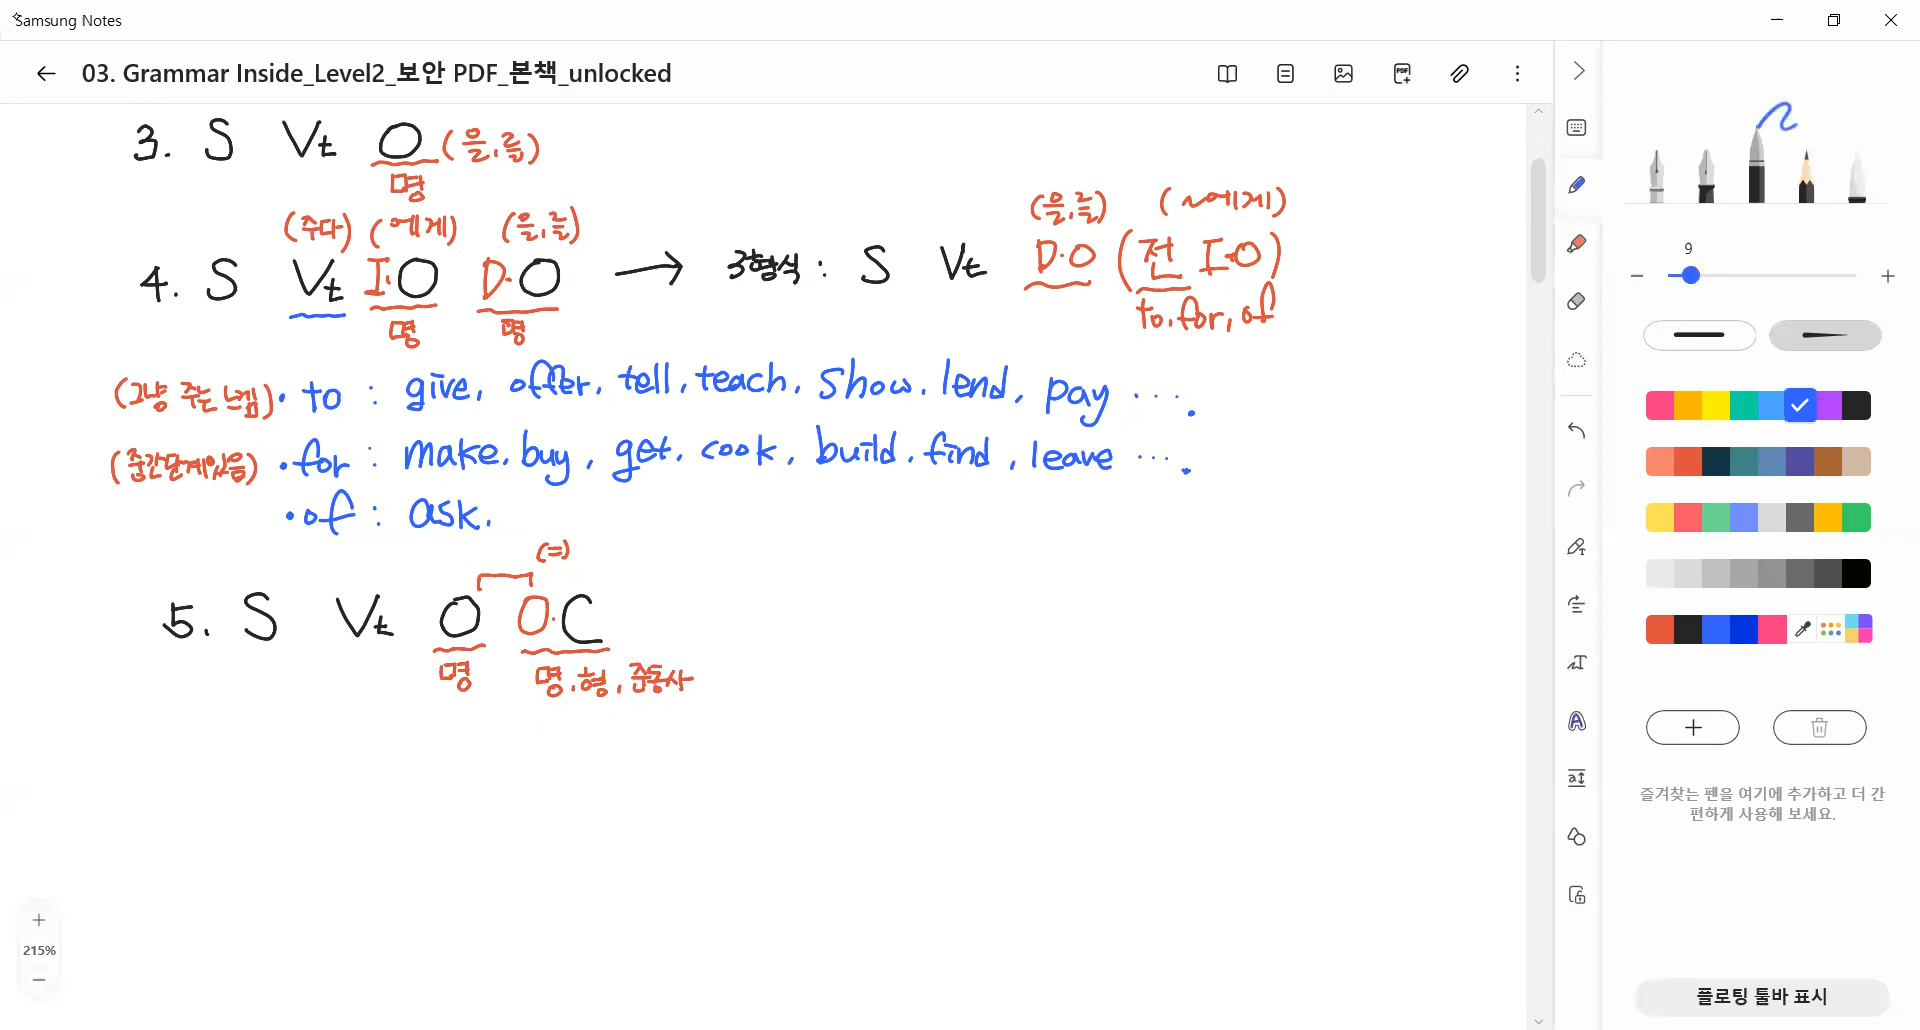 Samsung Notes
03. Grammar Inside_Level2_보안 PDF_본책_unlocked
3. S Vt O (을,를)
명
(주다) (에게) (을,를)
4. S Vt I·O D·O → 3형식 : S Vt D·O (전 I·O)
(을,를) (~에게)
명 명
to, for, of
(그냥 주는 느낌) · to : give, offer, tell, teach, show, lend, pay ....
(중간단계있음) · for : make, buy, get, cook, build, find, leave ....
· of : ask.
(=)
5. S Vt O O·C
명 명, 형, 준동사
215%
9
즐겨찾는 펜을 여기에 추가하고 더 간
편하게 사용해 보세요.
플로팅 툴바 표시